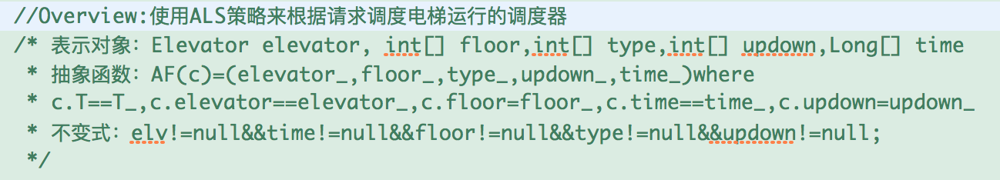 //Overview:使用ALS策略来根据请求调度电梯运行的调度器
/* 表示对象：Elevator elevator, int[] floor,int[] type,int[] updown,Long[] time
* 抽象函数：AF(c)=(elevator_,floor_,type_,updown_,time_)where
* c.T==T_,c.elevator==elevator_,c.floor=floor_,c.time==time_,c.updown=updown_
* 不变式：elv!=null&&time!=null&&floor!=null&&type!=null&&updown!=null;
*/